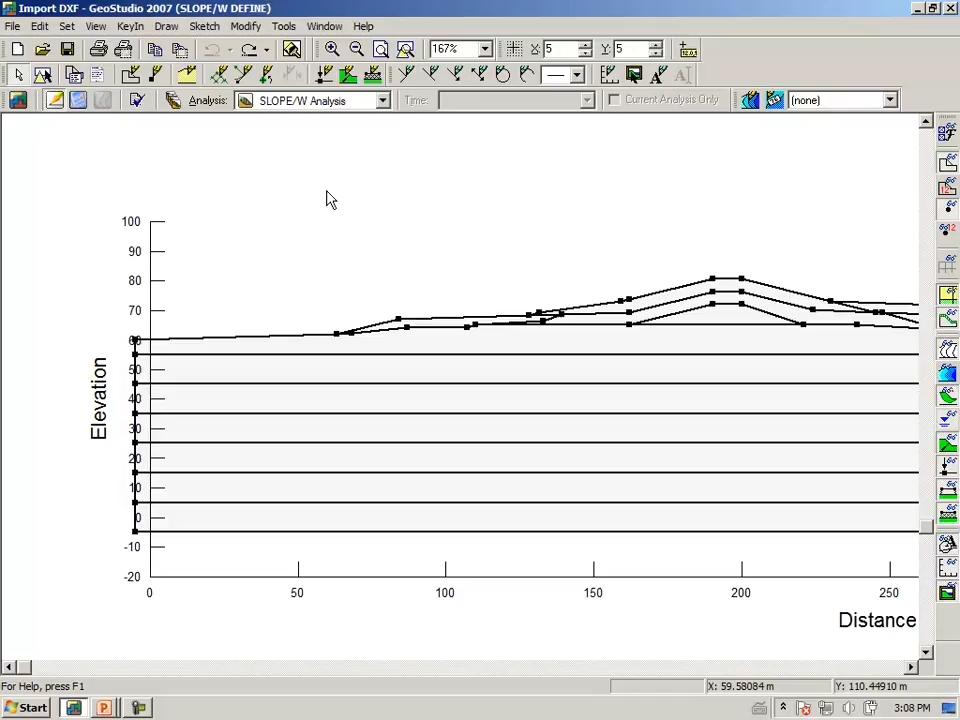 Import DXF - GeoStudio 2007 (SLOPE/W DEFINE)
File Edit Set View KeyIn Draw Sketch Modify Tools Window Help
167% X: 5 Y: 5
Analysis: SLOPE/W Analysis Time: Current Analysis Only (none)
100
90
80
70
60
50
40
30
20
10
0
-10
-20
Elevation
0 50 100 150 200 250
Distance
For Help, press F1 X: 59.58084 m Y: 110.44910 m
Start 3:08 PM